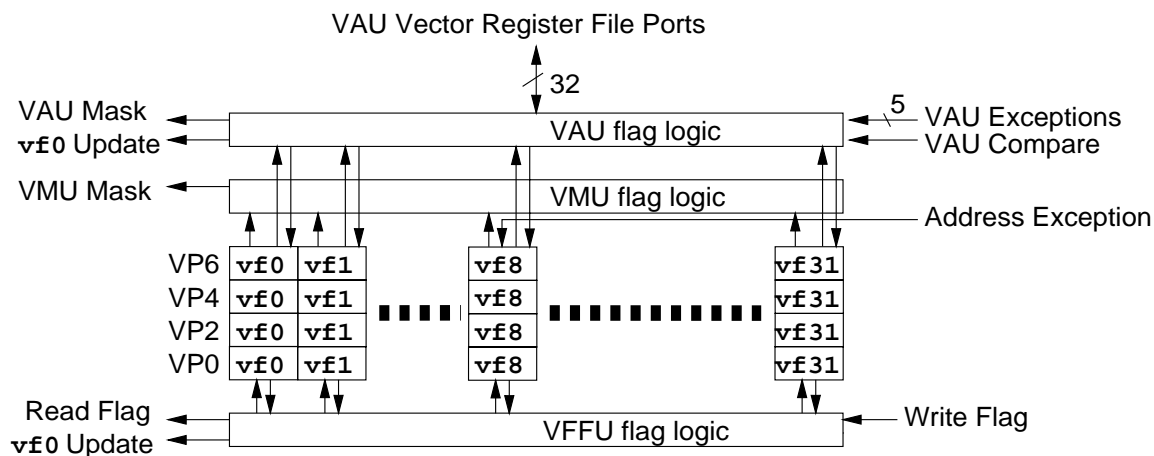 VAU Vector Register File Ports
32
VAU Mask
5
VAU Exceptions
VAU flag logic
vf0 Update
VAU Compare
VMU Mask
VMU flag logic
Address Exception
VP6 vf0 vf1 vf8 vf31
VP4 vf0 vf1 vf8 vf31
VP2 vf0 vf1 vf8 vf31
VP0 vf0 vf1 vf8 vf31
Read Flag
Write Flag
VFFU flag logic
vf0 Update